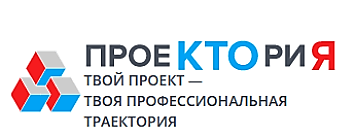 ПРОЕКТОРИЯ
ТВОЙ ПРОЕКТ —
ТВОЯ ПРОФЕССИОНАЛЬНАЯ
ТРАЕКТОРИЯ